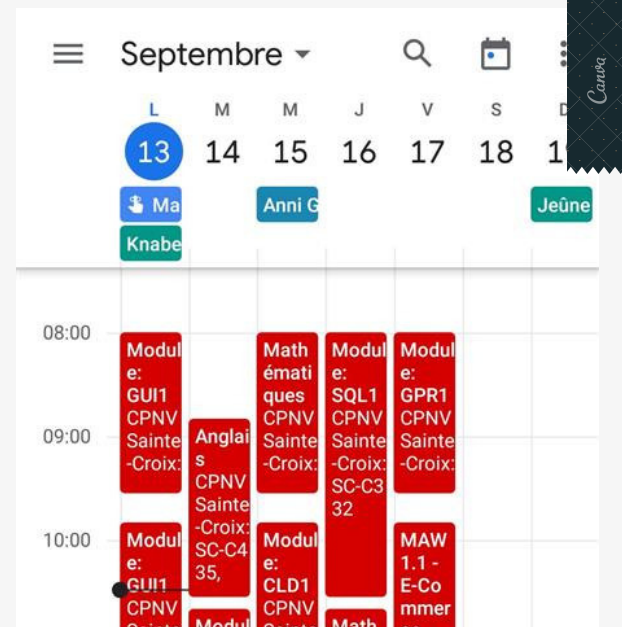 Septembre
Canva
L M M J V S
13 14 15 16 17 18
Ma
Anni G
Jeûne
Knabe
08:00
09:00
10:00
Modul
e:
GUI1
CPNV
Sainte
-Croix:
Modul
e:
GUI1
CPNV
Anglai
s
CPNV
Sainte
-Croix:
SC-C4
35,
Modul
Math
émati
ques
CPNV
Sainte
-Croix:
Modul
e:
CLD1
CPNV
Modul
e:
SQL1
CPNV
Sainte
-Croix:
SC-C3
32
Math
Modul
e:
GPR1
CPNV
Sainte
-Croix:
MAW
1.1 -
E-Co
mmer